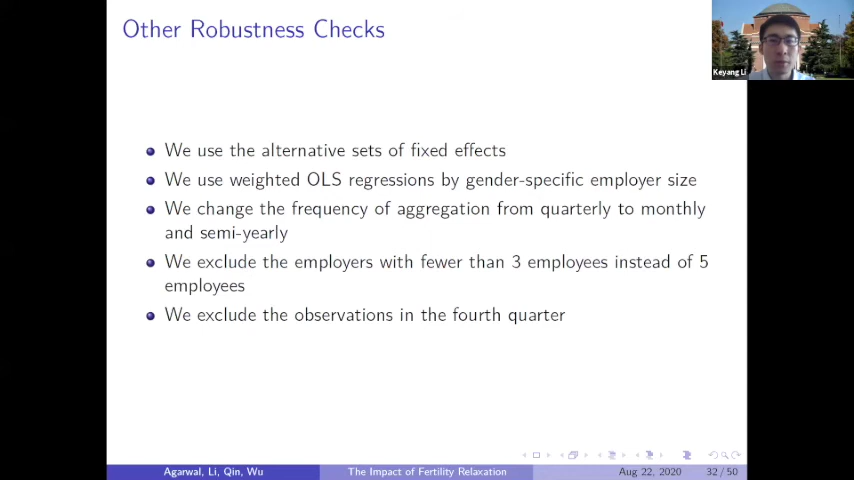 Other Robustness Checks
Keyang Li
We use the alternative sets of fixed effects
We use weighted OLS regressions by gender-specific employer size
We change the frequency of aggregation from quarterly to monthly
and semi-yearly
We exclude the employers with fewer than 3 employees instead of 5
employees
We exclude the observations in the fourth quarter
Agarwal, Li, Qin, Wu
The Impact of Fertility Relaxation
Aug 22, 2020
32 / 50